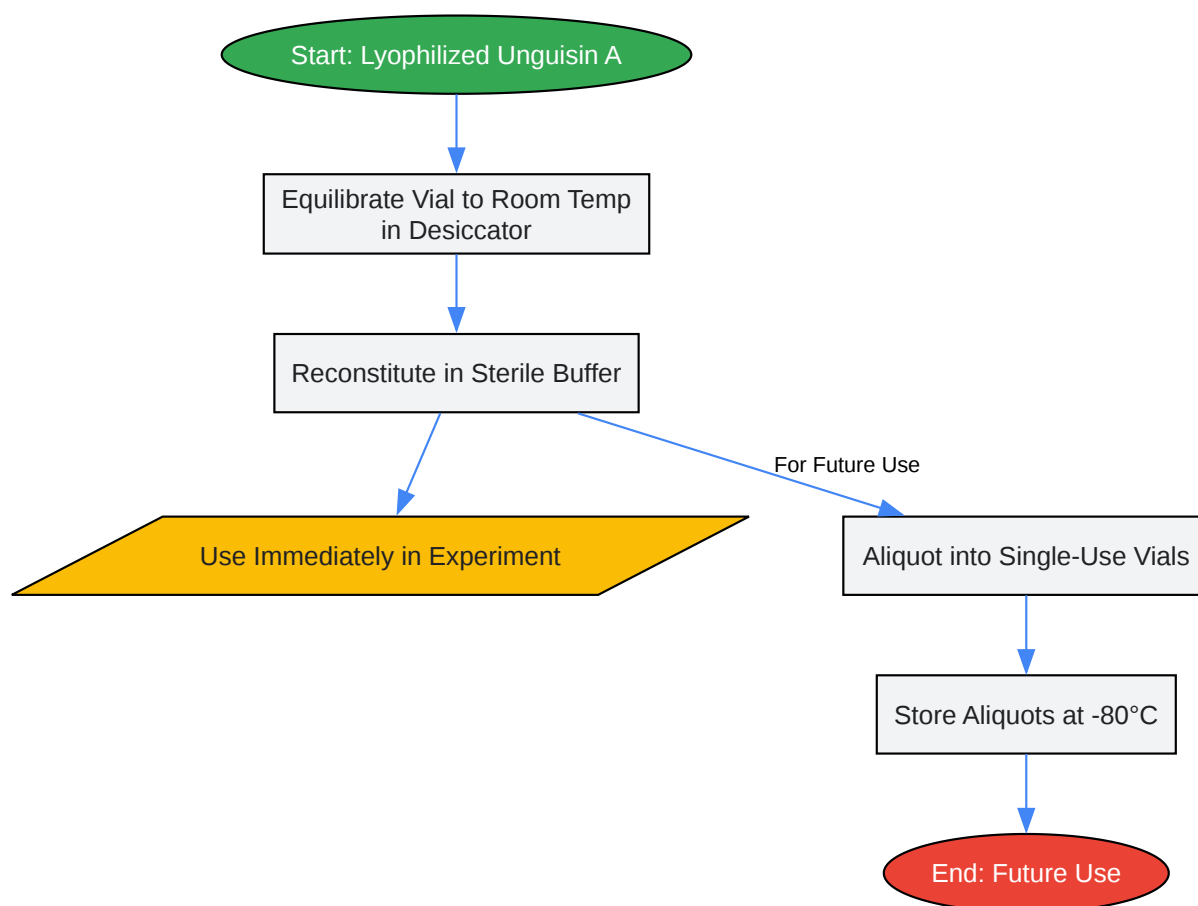 Start: Lyophilized Unguisin A
Equilibrate Vial to Room Temp
in Desiccator
Reconstitute in Sterile Buffer
For Future Use
Use Immediately in Experiment
Aliquot into Single-Use Vials
Store Aliquots at -80°C
End: Future Use